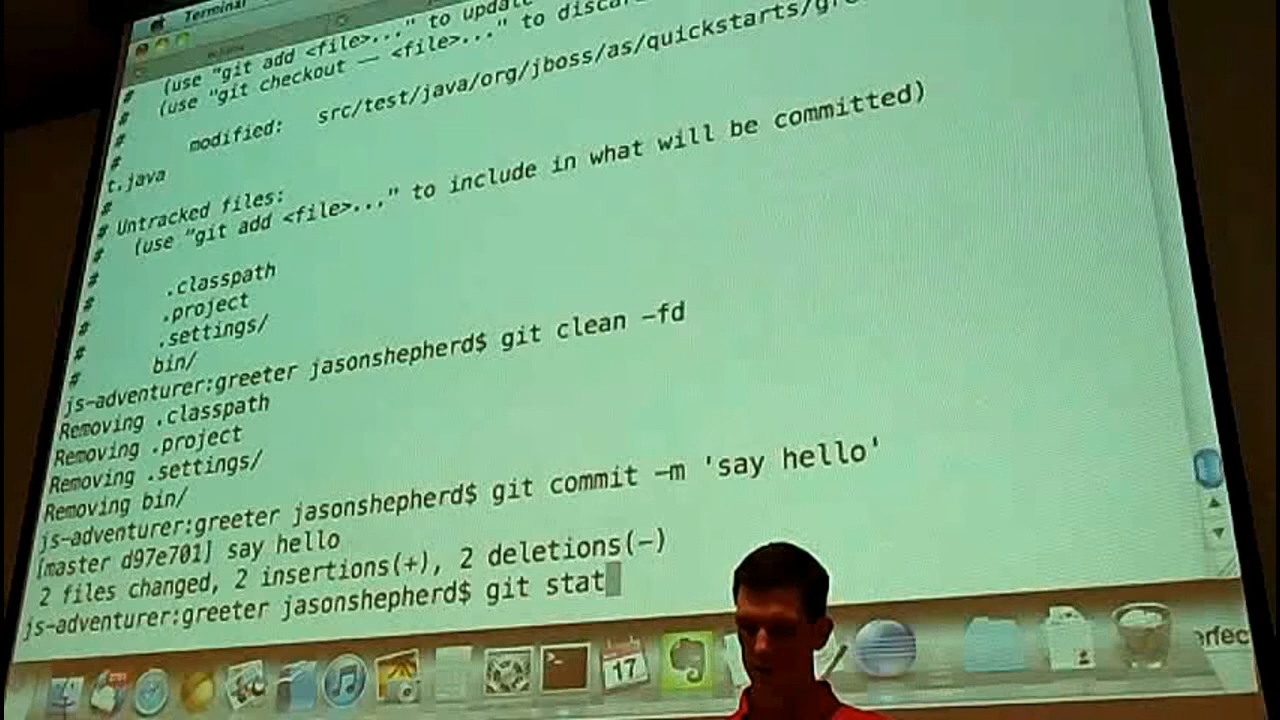 Terminal
# (use "git add <file>..." to update
# (use "git checkout -- <file>..." to
#
# modified: src/test/java/org/jboss/as/quickstarts/
t.java
#
# Untracked files:
# (use "git add <file>..." to include in what will be committed)
#
# .classpath
# .project
# .settings/
# bin/
js-adventurer:greeter jasonshepherd$ git clean -fd
Removing .classpath
Removing .project
Removing .settings/
Removing bin/
js-adventurer:greeter jasonshepherd$ git commit -m 'say hello'
[master d97e701] say hello
2 files changed, 2 insertions(+), 2 deletions(-)
js-adventurer:greeter jasonshepherd$ git stat
17